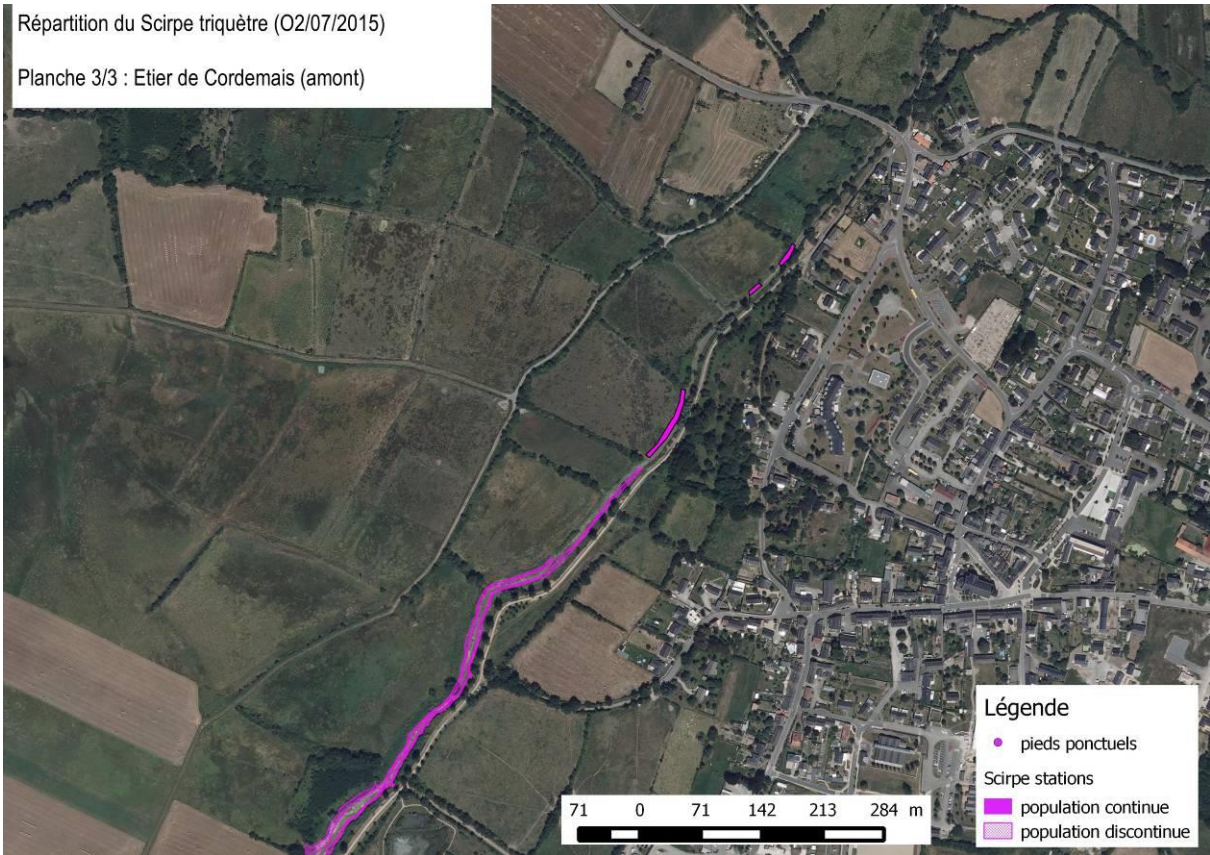 Répartition du Scirpe triquètre (O2/07/2015)
Planche 3/3 : Etier de Cordemais (amont)
Légende
pieds ponctuels
Scirpe stations
population continue
population discontinue
71 0 71 142 213 284 m